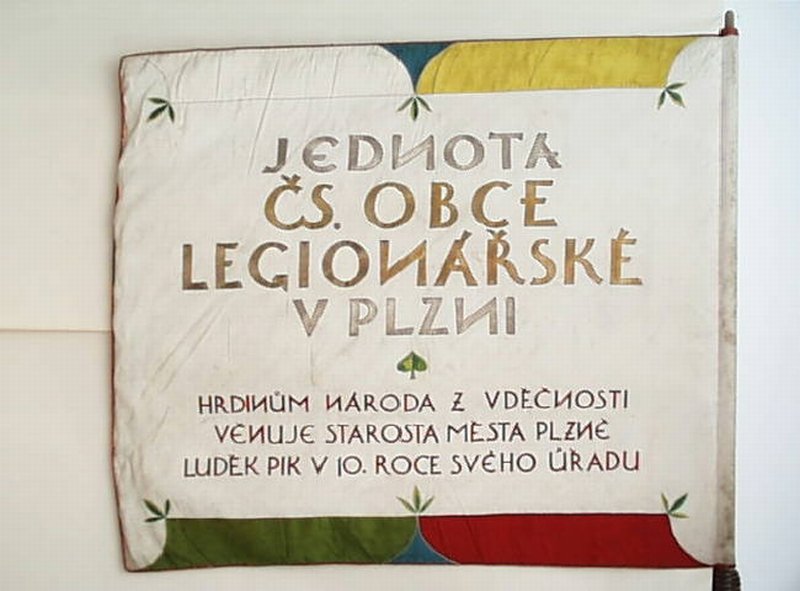 JEDNOTA
ČS. OBCE
LEGIONÁŘSKÉ
V PLZNI
HRDINŮM NÁRODA Z VDĚČNOSTI
VĚNUJE STAROSTA MĚSTA PLZNĚ
LUDĚK PIK V 10. ROCE SVÉHO ÚŘADU